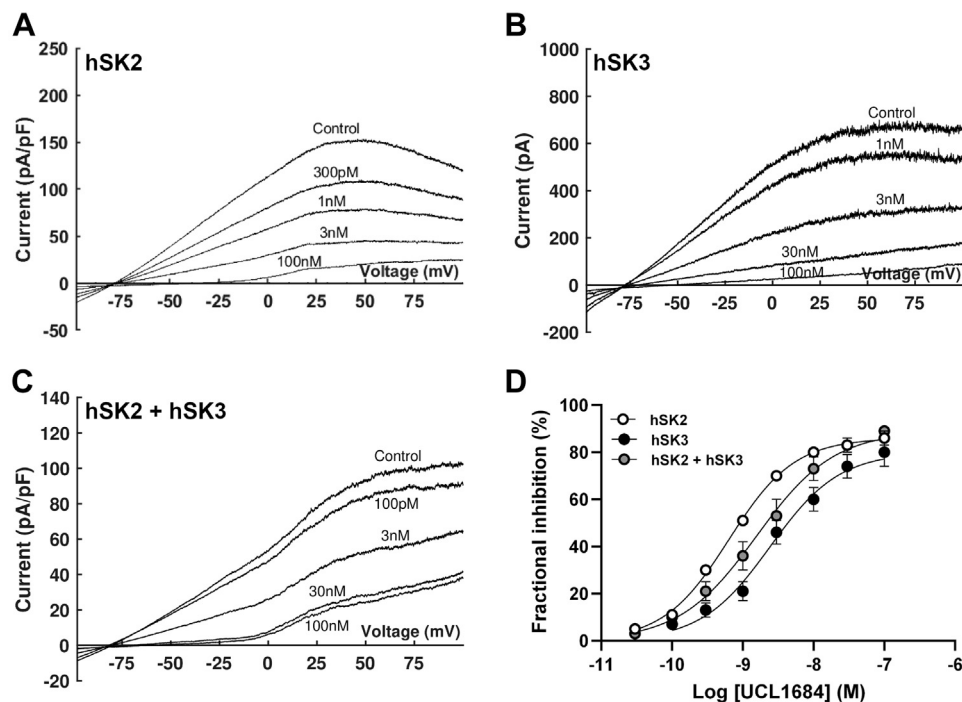 A
hSK2
Current (pA/pF)
250
200
150
100
50
0
-50
Control
300pM
1nM
3nM
100nM
Voltage (mV)
-75 -50 -25 0 25 50 75
B
hSK3
Current (pA)
1000
800
600
400
200
0
-200
Control
1nM
3nM
30nM
100nM
Voltage (mV)
-75 -50 -25 0 25 50 75
C
hSK2 + hSK3
Current (pA/pF)
140
120
100
80
60
40
20
0
20
Control
100pM
3nM
30nM
100nM
Voltage (mV)
-75 -50 -25 0 25 50 75
D
Fractional inhibition (%)
100
80
60
40
20
0
hSK2
hSK3
hSK2 + hSK3
-11 -10 -9 -8 -7 -6
Log [UCL1684] (M)